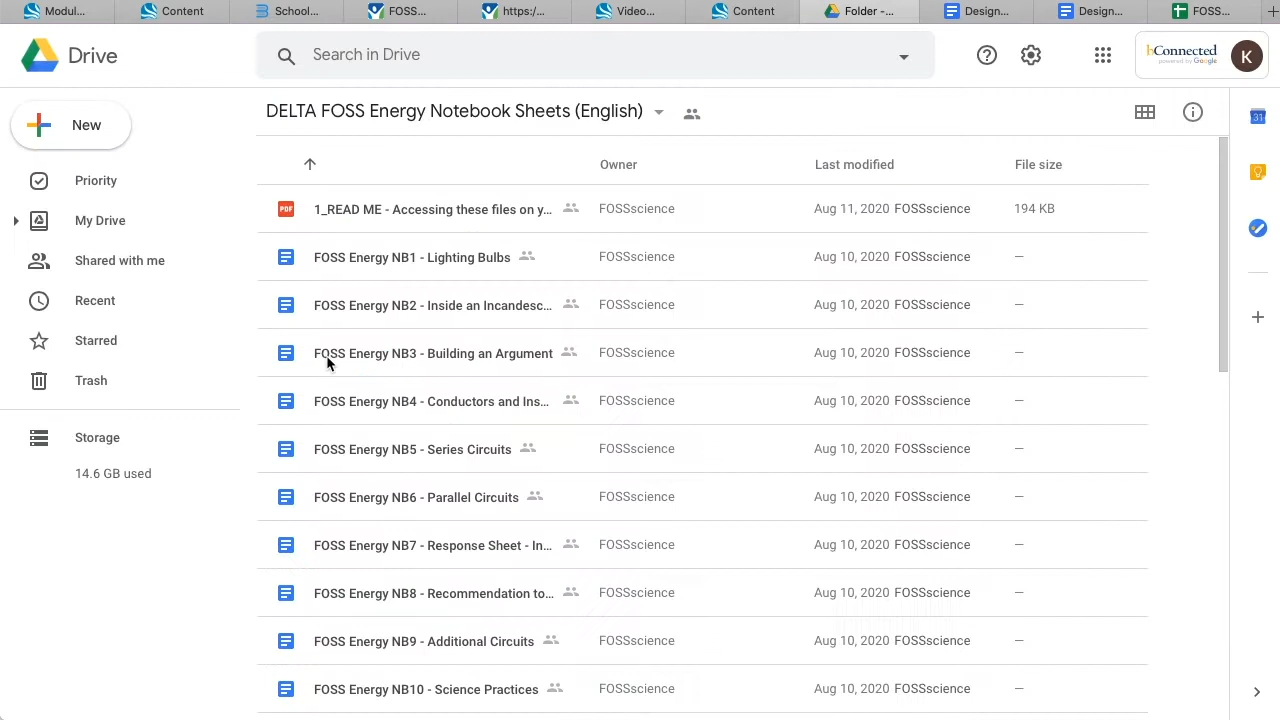 Modul... Content School... FOSS... https:/... Video... Content Folder -... Design... Design... FOSS...
Drive Search in Drive hConnected powered by Google K
New DELTA FOSS Energy Notebook Sheets (English)
Owner Last modified File size
Priority
1_READ ME - Accessing these files on y... FOSSscience Aug 11, 2020 FOSSscience 194 KB
My Drive
FOSS Energy NB1 - Lighting Bulbs FOSSscience Aug 10, 2020 FOSSscience —
Shared with me
Recent
FOSS Energy NB2 - Inside an Incandesc... FOSSscience Aug 10, 2020 FOSSscience —
Starred
FOSS Energy NB3 - Building an Argument FOSSscience Aug 10, 2020 FOSSscience —
Trash
FOSS Energy NB4 - Conductors and Ins... FOSSscience Aug 10, 2020 FOSSscience —
Storage
FOSS Energy NB5 - Series Circuits FOSSscience Aug 10, 2020 FOSSscience —
14.6 GB used
FOSS Energy NB6 - Parallel Circuits FOSSscience Aug 10, 2020 FOSSscience —
FOSS Energy NB7 - Response Sheet - In... FOSSscience Aug 10, 2020 FOSSscience —
FOSS Energy NB8 - Recommendation to... FOSSscience Aug 10, 2020 FOSSscience —
FOSS Energy NB9 - Additional Circuits FOSSscience Aug 10, 2020 FOSSscience —
FOSS Energy NB10 - Science Practices FOSSscience Aug 10, 2020 FOSSscience —
31